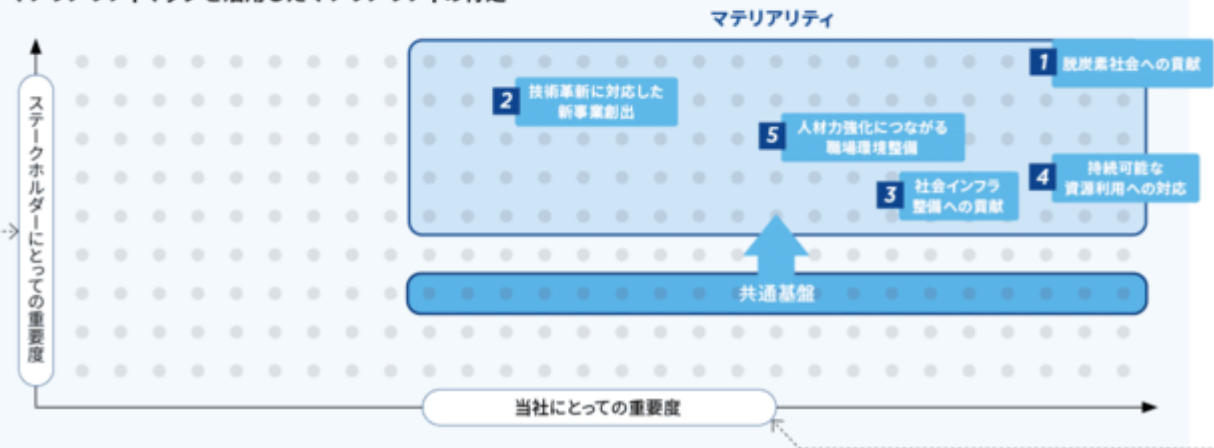 マテリアリティ
1
脱炭素社会への貢献
2
技術革新に対応した
新事業創出
5
人材力強化につながる
職場環境整備
4
持続可能な
資源利用への対応
3
社会インフラ
整備への貢献
共通基盤
ステークホルダーにとっての重要度
当社にとっての重要度